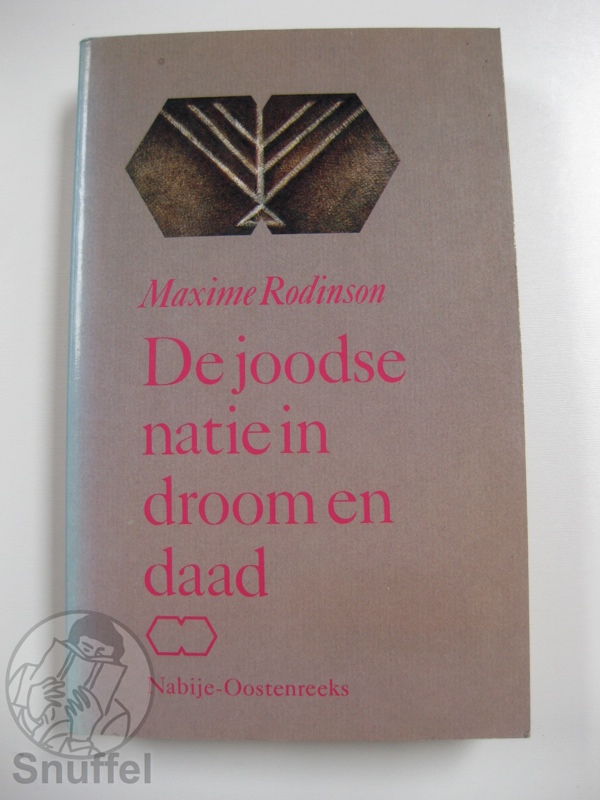 Maxime Rodinson
De joodse
natie in
droom en
daad
Nabije-Oostenreeks
Snuffel